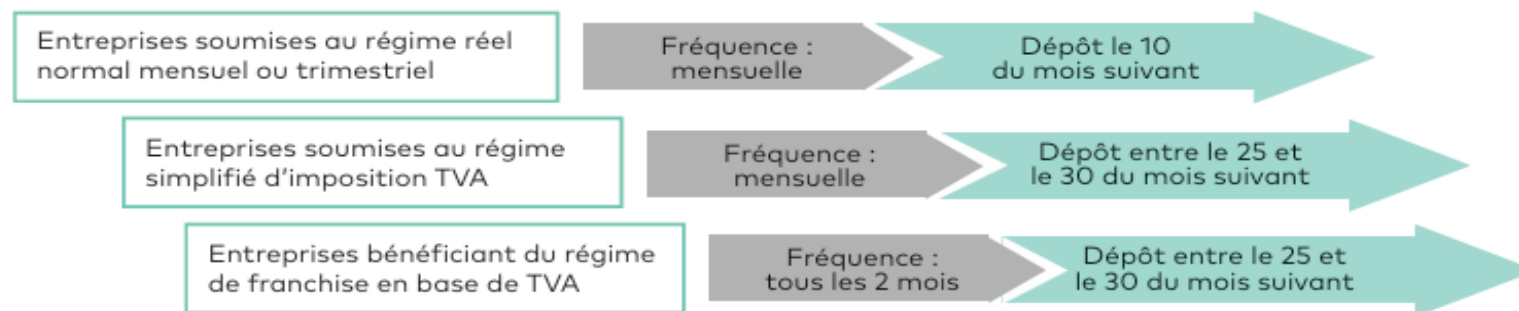 Entreprises soumises au régime réel
normal mensuel ou trimestriel
Fréquence :
mensuelle
Dépôt le 10
du mois suivant
Entreprises soumises au régime
simplifié d'imposition TVA
Fréquence :
mensuelle
Dépôt entre le 25 et
le 30 du mois suivant
Entreprises bénéficiant du régime
de franchise en base de TVA
Fréquence :
tous les 2 mois
Dépôt entre le 25 et
le 30 du mois suivant